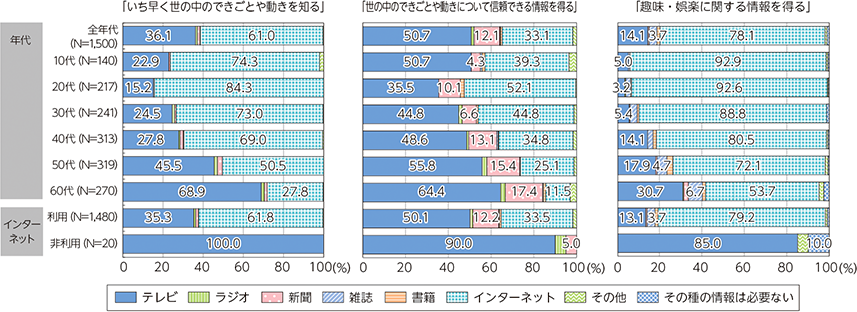 「いち早く世の中のできごとや動きを知る」
「世の中のできごとや動きについて信頼できる情報を得る」
「趣味・娯楽に関する情報を得る」
年代
全年代
(N=1,500)
36.1 61.0
50.7 12.1 33.1
14.1 3.7 78.1
10代 (N=140)
22.9 74.3
50.7 4.3 39.3
5.0 92.9
20代 (N=217)
15.2 84.3
35.5 10.1 52.1
3.2 92.6
30代 (N=241)
24.5 73.0
44.8 6.6 44.8
5.4 88.8
40代 (N=313)
27.8 69.0
48.6 13.1 34.8
14.1 80.5
50代 (N=319)
45.5 50.5
55.8 15.4 25.1
17.9 4.7 72.1
60代 (N=270)
68.9 27.8
64.4 17.4 11.5
30.7 6.7 53.7
インター
ネット
利用 (N=1,480)
35.3 61.8
50.1 12.2 33.5
13.1 3.7 79.2
非利用 (N=20)
100.0
90.0 5.0
85.0 10.0
0 20 40 60 80 100(%)
0 20 40 60 80 100(%)
0 20 40 60 80 100(%)
テレビ ラジオ 新聞 雑誌 書籍 インターネット その他 その種の情報は必要ない